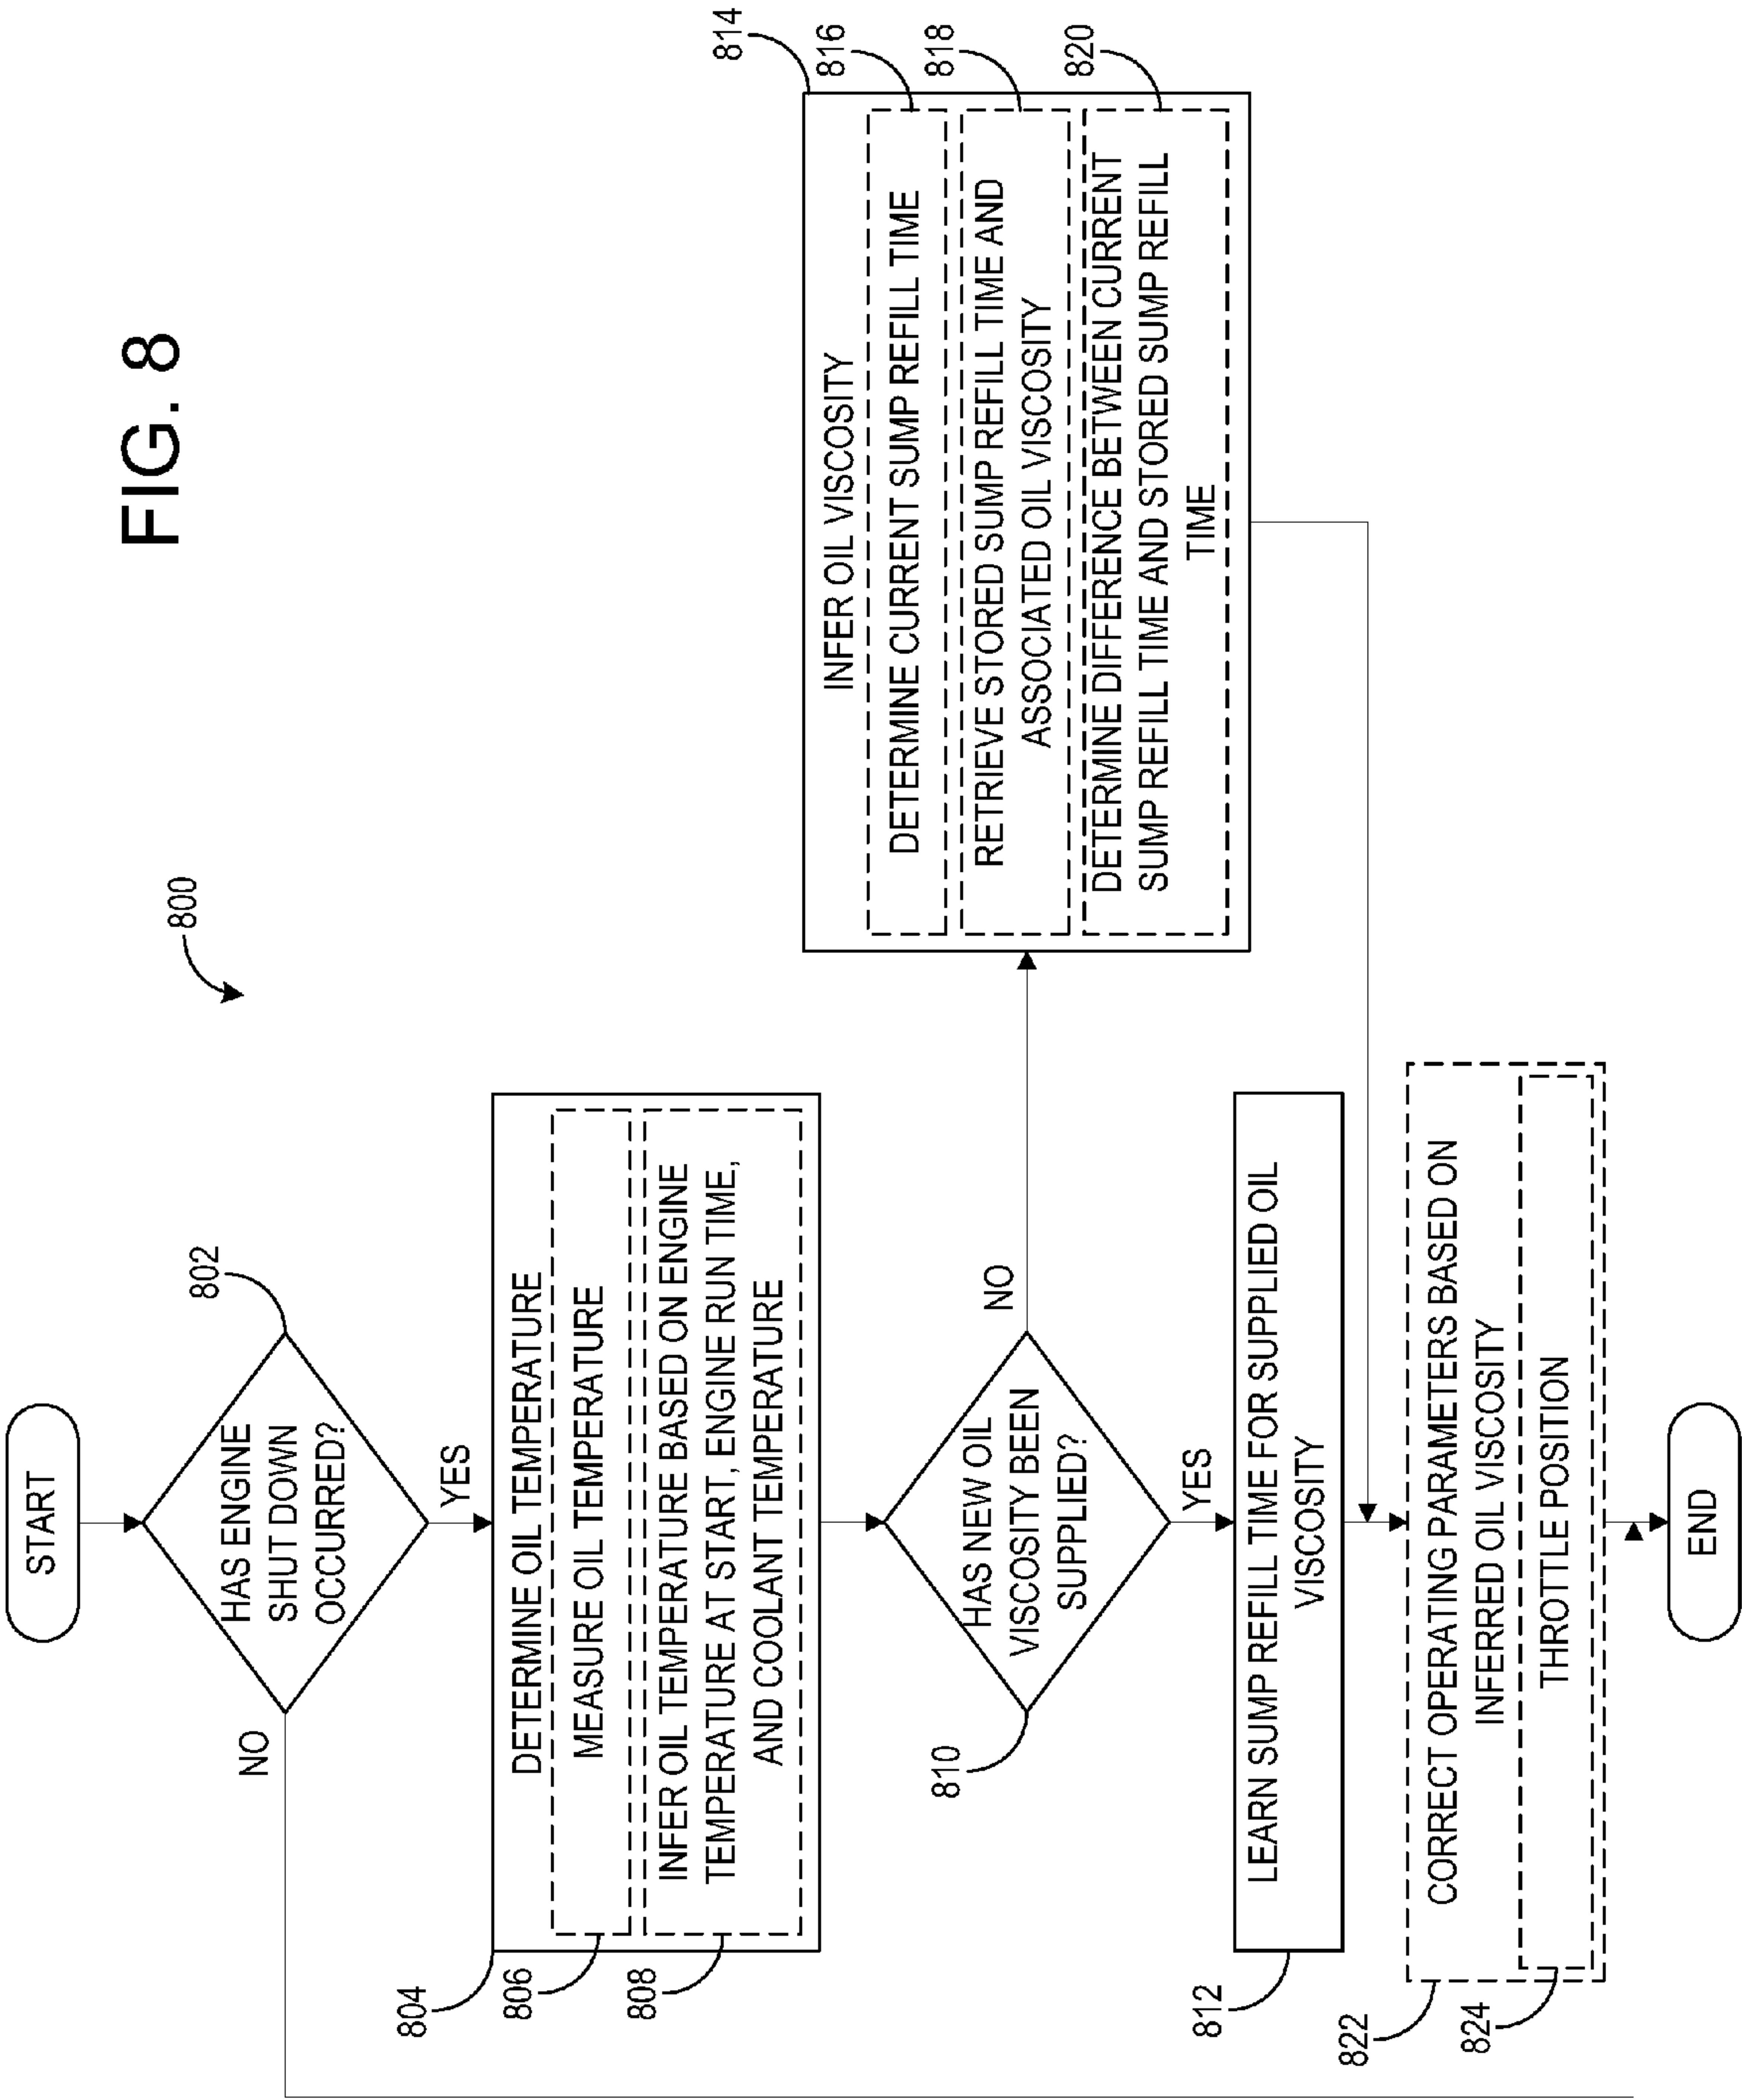 FIG. 8
800
START
802
HAS ENGINE
SHUT DOWN
OCCURRED?
NO
YES
804
DETERMINE OIL TEMPERATURE
806
MEASURE OIL TEMPERATURE
808
INFER OIL TEMPERATURE BASED ON ENGINE
TEMPERATURE AT START, ENGINE RUN TIME,
AND COOLANT TEMPERATURE
810
HAS NEW OIL
VISCOSITY BEEN
SUPPLIED?
NO
YES
814
INFER OIL VISCOSITY
816
DETERMINE CURRENT SUMP REFILL TIME
818
RETRIEVE STORED SUMP REFILL TIME AND
ASSOCIATED OIL VISCOSITY
820
DETERMINE DIFFERENCE BETWEEN CURRENT
SUMP REFILL TIME AND STORED SUMP REFILL
TIME
812
LEARN SUMP REFILL TIME FOR SUPPLIED OIL
VISCOSITY
822
CORRECT OPERATING PARAMETERS BASED ON
INFERRED OIL VISCOSITY
824
THROTTLE POSITION
END